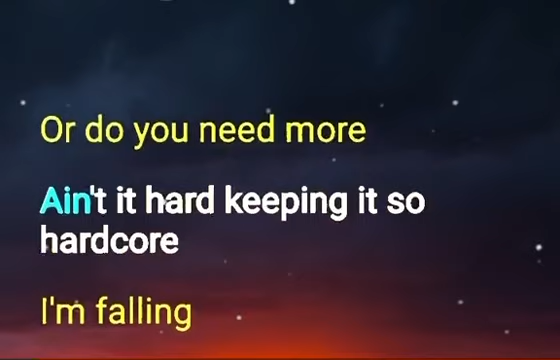 Or do you need more
Ain't it hard keeping it so
hardcore
I'm falling